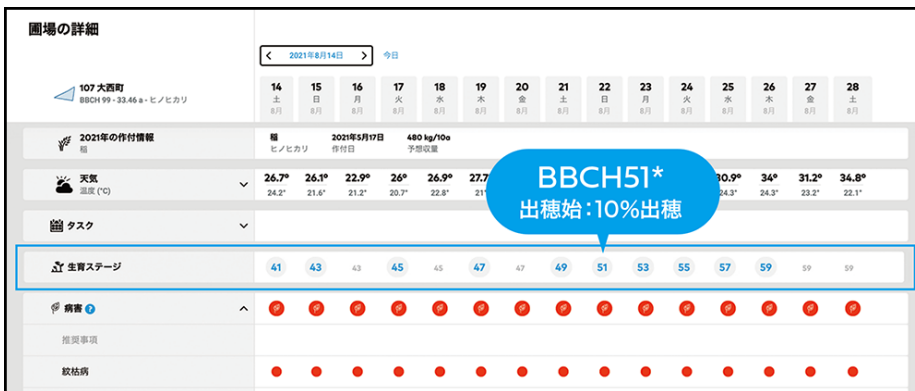 圃場の詳細
< 2021年8月14日 > 今日
107 大西町
BBCH 99・33.46 a・ヒノヒカリ
14 15 16 17 18 19 20 21 22 23 24 25 26 27 28
土 日 月 火 水 木 金 土 日 月 火 水 木 金 土
8月 8月 8月 8月 8月 8月 8月 8月 8月 8月 8月 8月 8月 8月 8月
2021年の作付情報
稲
稲 2021年5月17日 480 kg/10a
ヒノヒカリ 作付日 予想収量
天気
温度 (°C)
26.7° 26.1° 22.9° 26° 26.9° 27.7 30.9° 34° 31.2° 34.8°
24.2° 21.6° 21.2° 20.7° 22.8° 21 24.3° 24.3° 23.2° 22.1°
BBCH51*
出穂始:10%出穂
タスク
生育ステージ
41 43 43 45 45 47 47 49 51 53 55 57 59 59 59
病害 ?
推奨事項
紋枯病